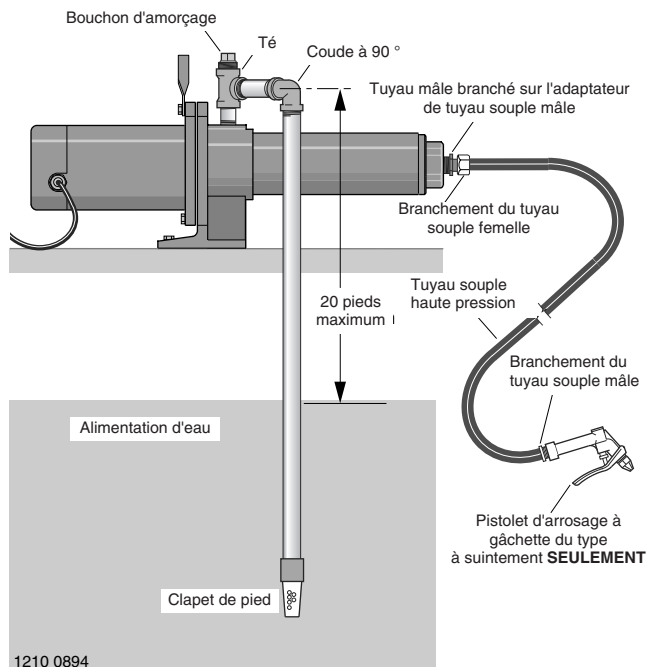 Bouchon d'amorçage
Té
Coude à 90 °
Tuyau mâle branché sur l'adaptateur
de tuyau souple mâle
Branchement du tuyau
souple femelle
20 pieds
maximum
Tuyau souple
haute pression
Branchement du
tuyau souple mâle
Alimentation d'eau
Pistolet d'arrosage à
gâchette du type
à suintement SEULEMENT
Clapet de pied
1210 0894